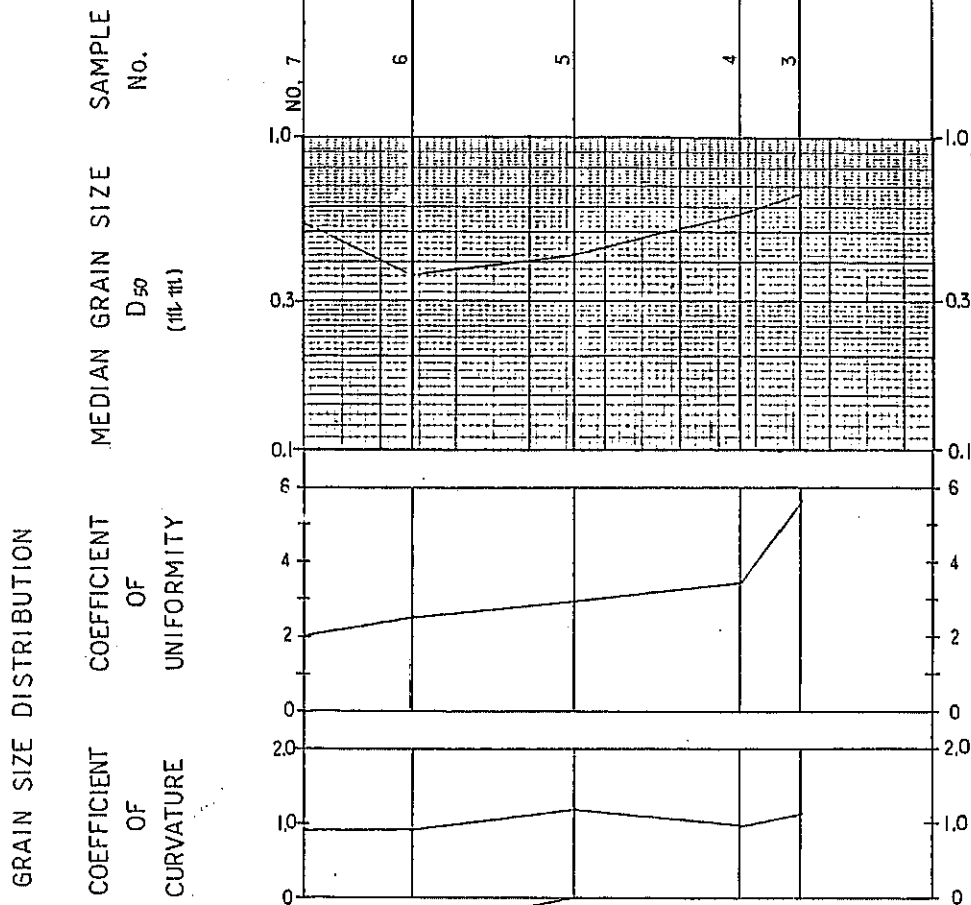 SAMPLE
No.
NO. 7
6
5
4
3
MEDIAN GRAIN SIZE
D50
(mm)
1.0
0.3
0.1
1.0
0.3
0.1
GRAIN SIZE DISTRIBUTION
COEFFICIENT
OF
UNIFORMITY
6
4
2
0
6
4
2
0
COEFFICIENT
OF
CURVATURE
2.0
1.0
0
2.0
1.0
0